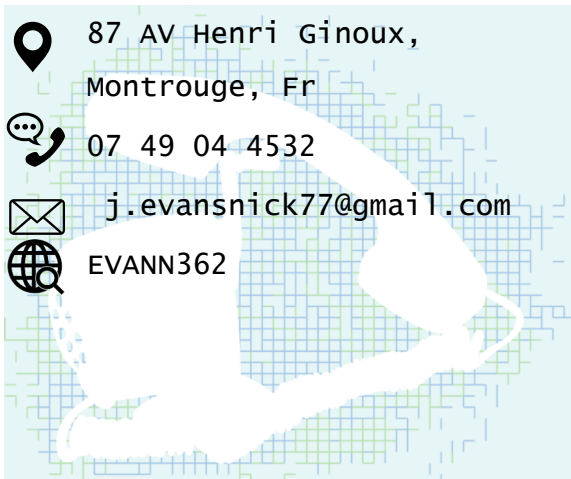 87 AV Henri Ginoux,
Montrouge, Fr
07 49 04 4532
j.evansnick77@gmail.com
EVANN362